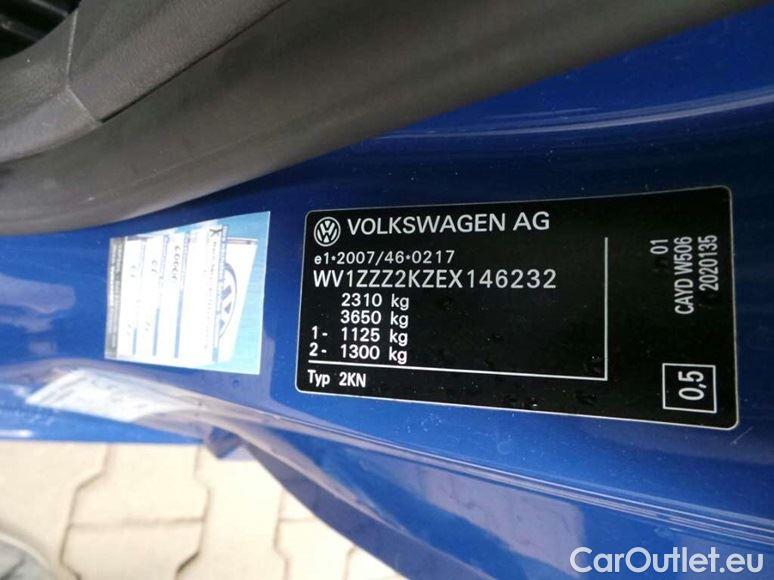 VOLKSWAGEN AG
e1*2007/46*0217
WV1ZZZ2KZEX146232
2310 kg
3650 kg
1- 1125 kg
2- 1300 kg
Typ 2KN
01
CAYD W506
2020135
0,5
CarOutlet.eu